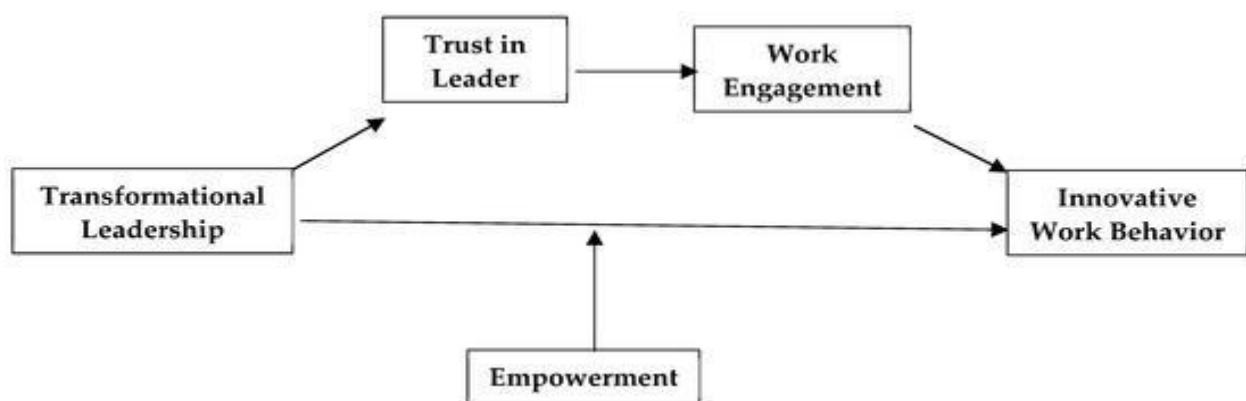 Trust in
Leader
Work
Engagement
Transformational
Leadership
Innovative
Work Behavior
Empowerment